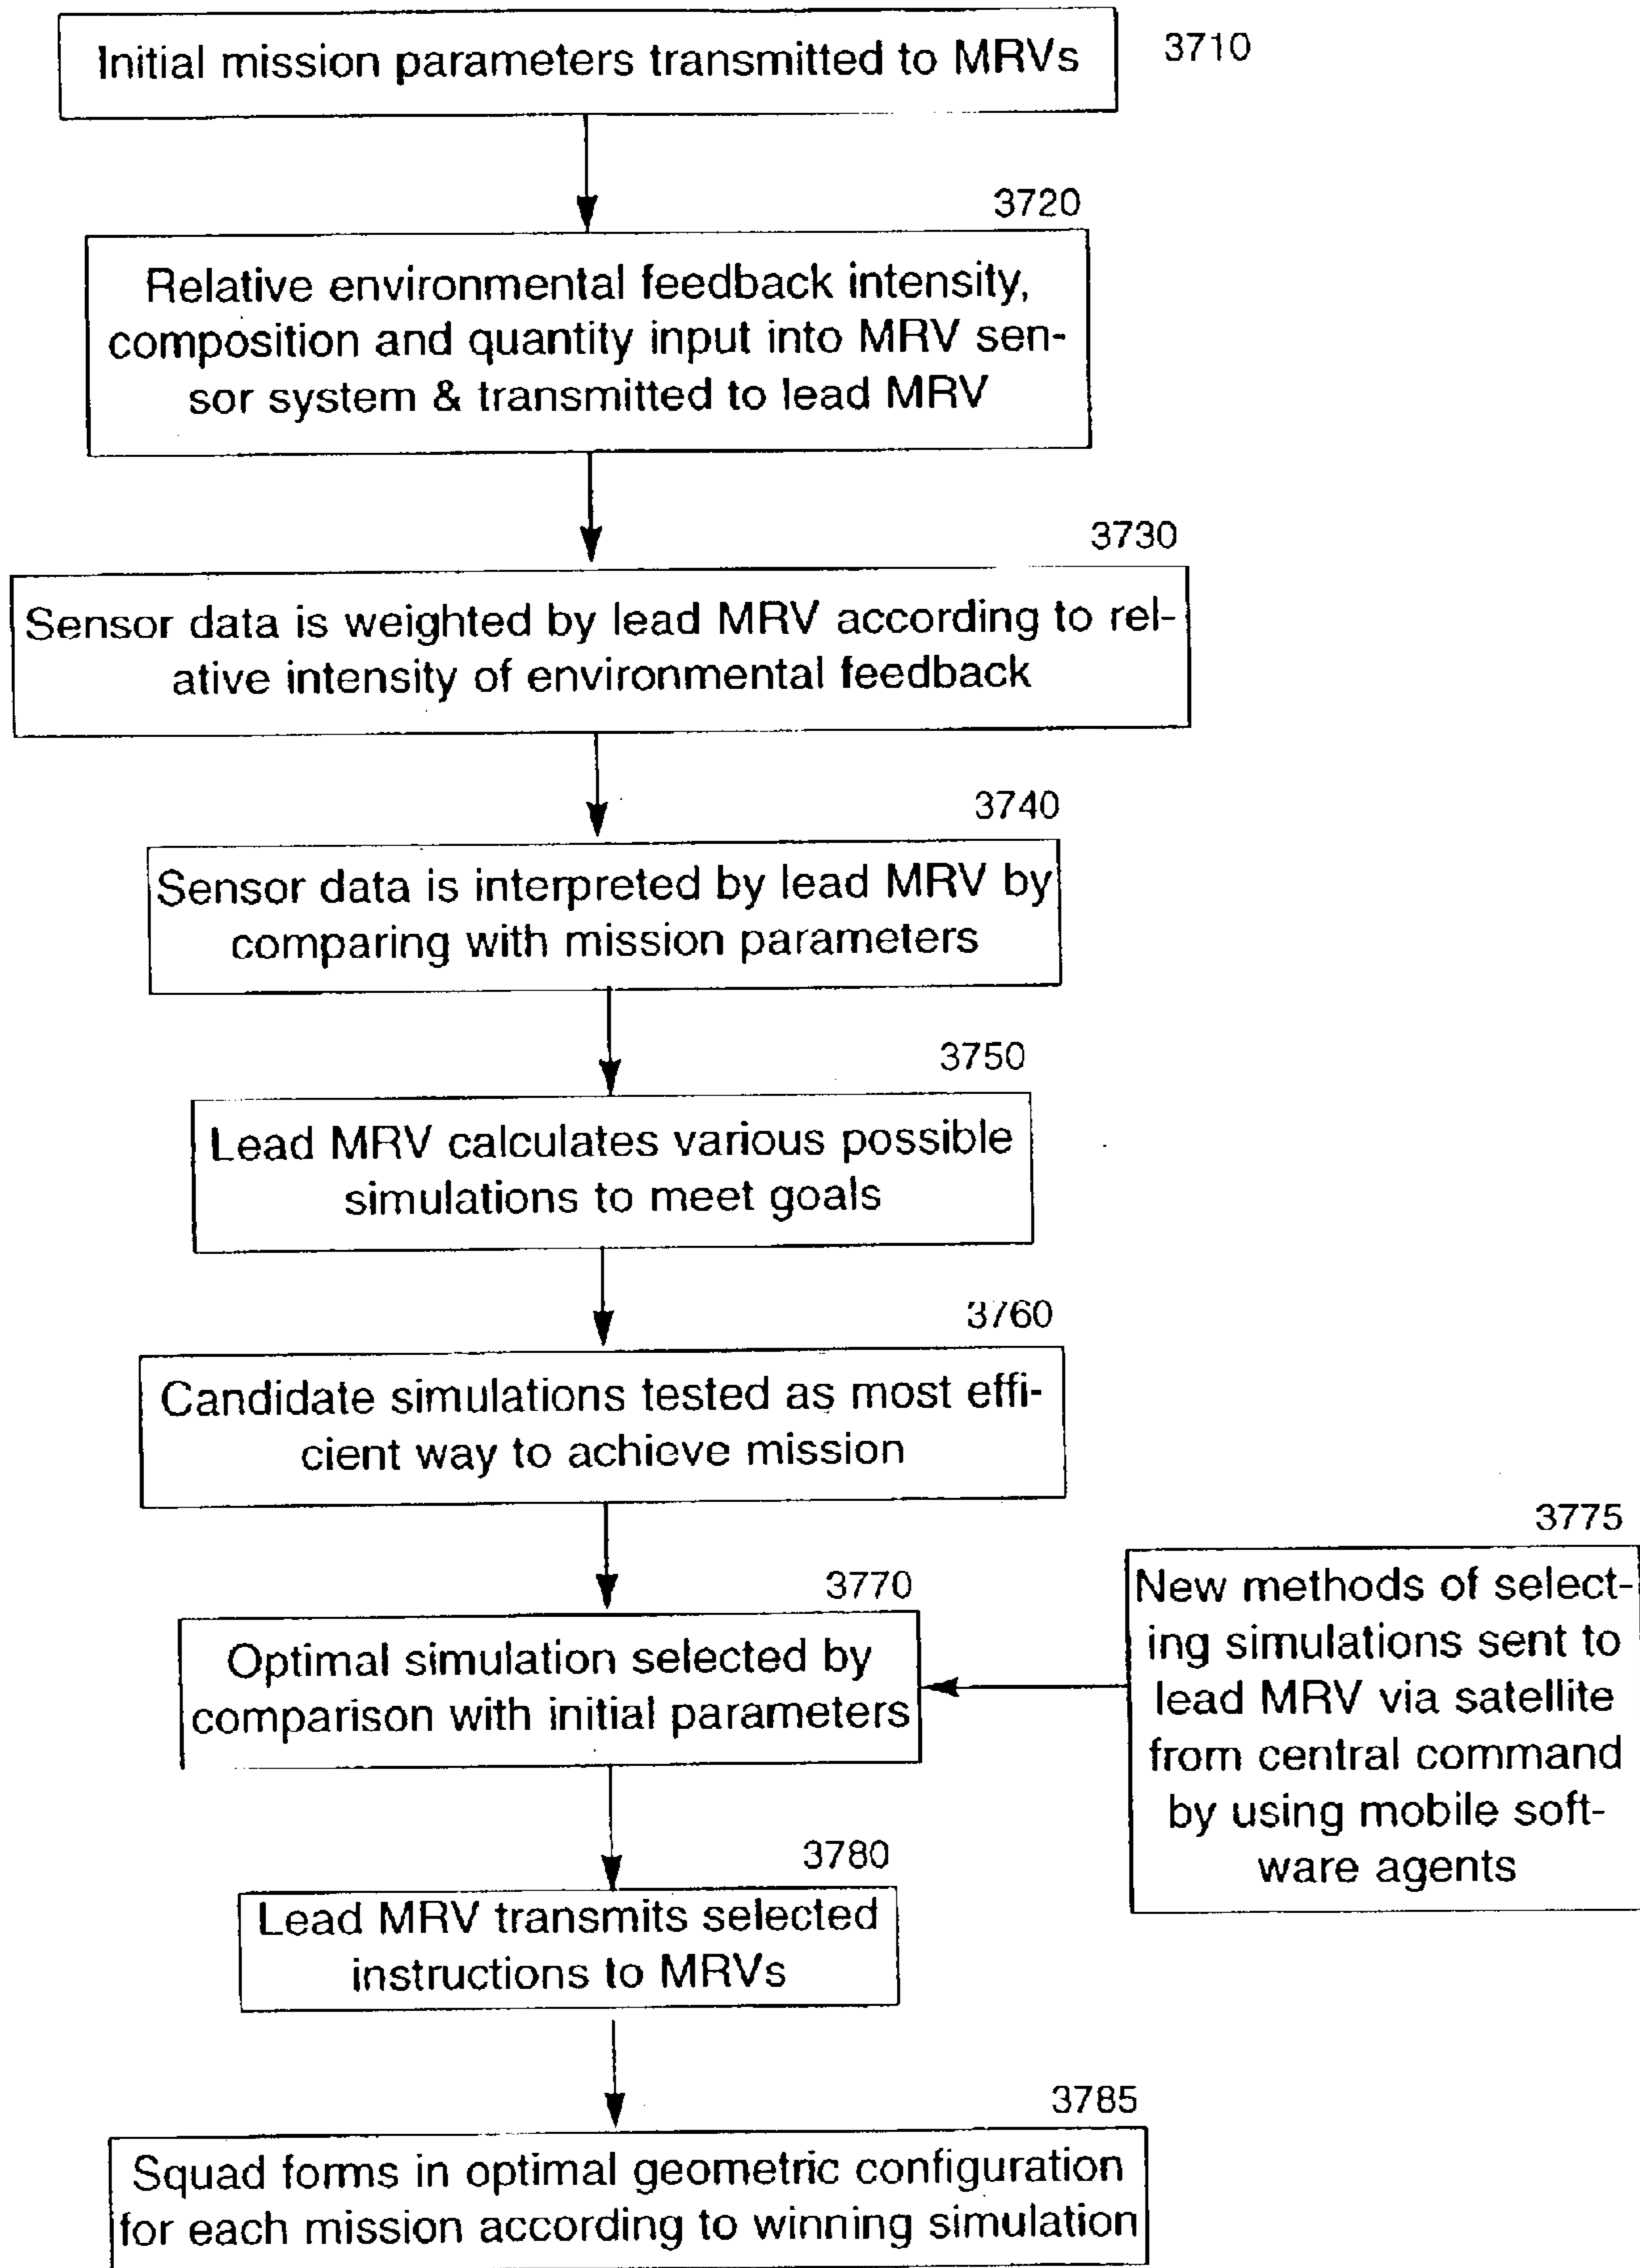 Initial mission parameters transmitted to MRVs
3710
3720
Relative environmental feedback intensity,
composition and quantity input into MRV sen-
sor system & transmitted to lead MRV
3730
Sensor data is weighted by lead MRV according to rel-
ative intensity of environmental feedback
3740
Sensor data is interpreted by lead MRV by
comparing with mission parameters
3750
Lead MRV calculates various possible
simulations to meet goals
3760
Candidate simulations tested as most effi-
cient way to achieve mission
3770
Optimal simulation selected by
comparison with initial parameters
3775
New methods of select-
ing simulations sent to
lead MRV via satellite
from central command
by using mobile soft-
ware agents
3780
Lead MRV transmits selected
instructions to MRVs
3785
Squad forms in optimal geometric configuration
for each mission according to winning simulation